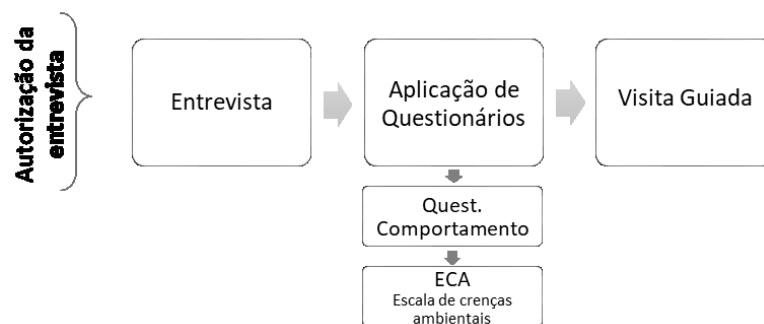 Autorização da
entrevista
Entrevista
Aplicação de
Questionários
Visita Guiada
Quest.
Comportamento
ECA
Escala de crenças
ambientais